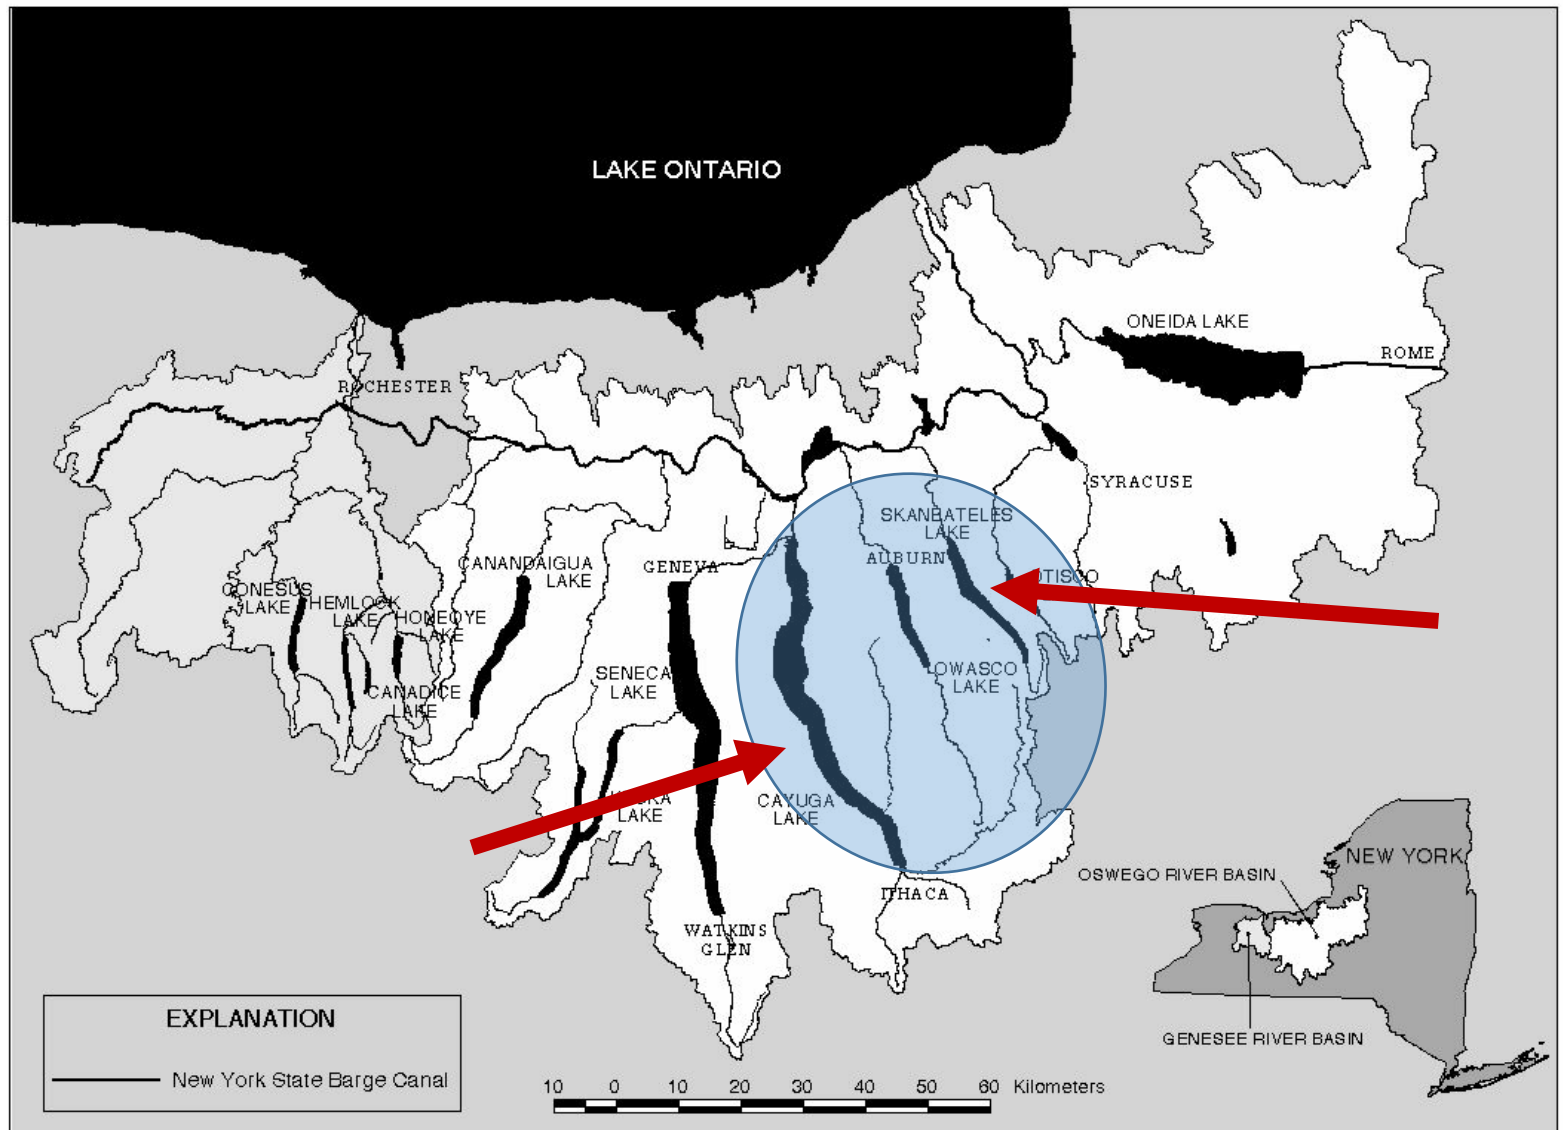 LAKE ONTARIO
ONEIDA LAKE
ROME
ROCHESTER
SYRACUSE
SKANEATELES
LAKE
AUBURN
CANANDAIGUA
LAKE
GENEVA
CONESUS
LAKE
HEMLOCK
LAKE
HONEOYE
LAKE
OWASCO
LAKE
SENECA
LAKE
CANADICE
LAKE
LAKE
CAYUGA
LAKE
ITHACA
WATKINS
GLEN
NEW YORK
OSWEGO RIVER BASIN
GENESEE RIVER BASIN
EXPLANATION
New York State Barge Canal
10 0 10 20 30 40 50 60 Kilometers